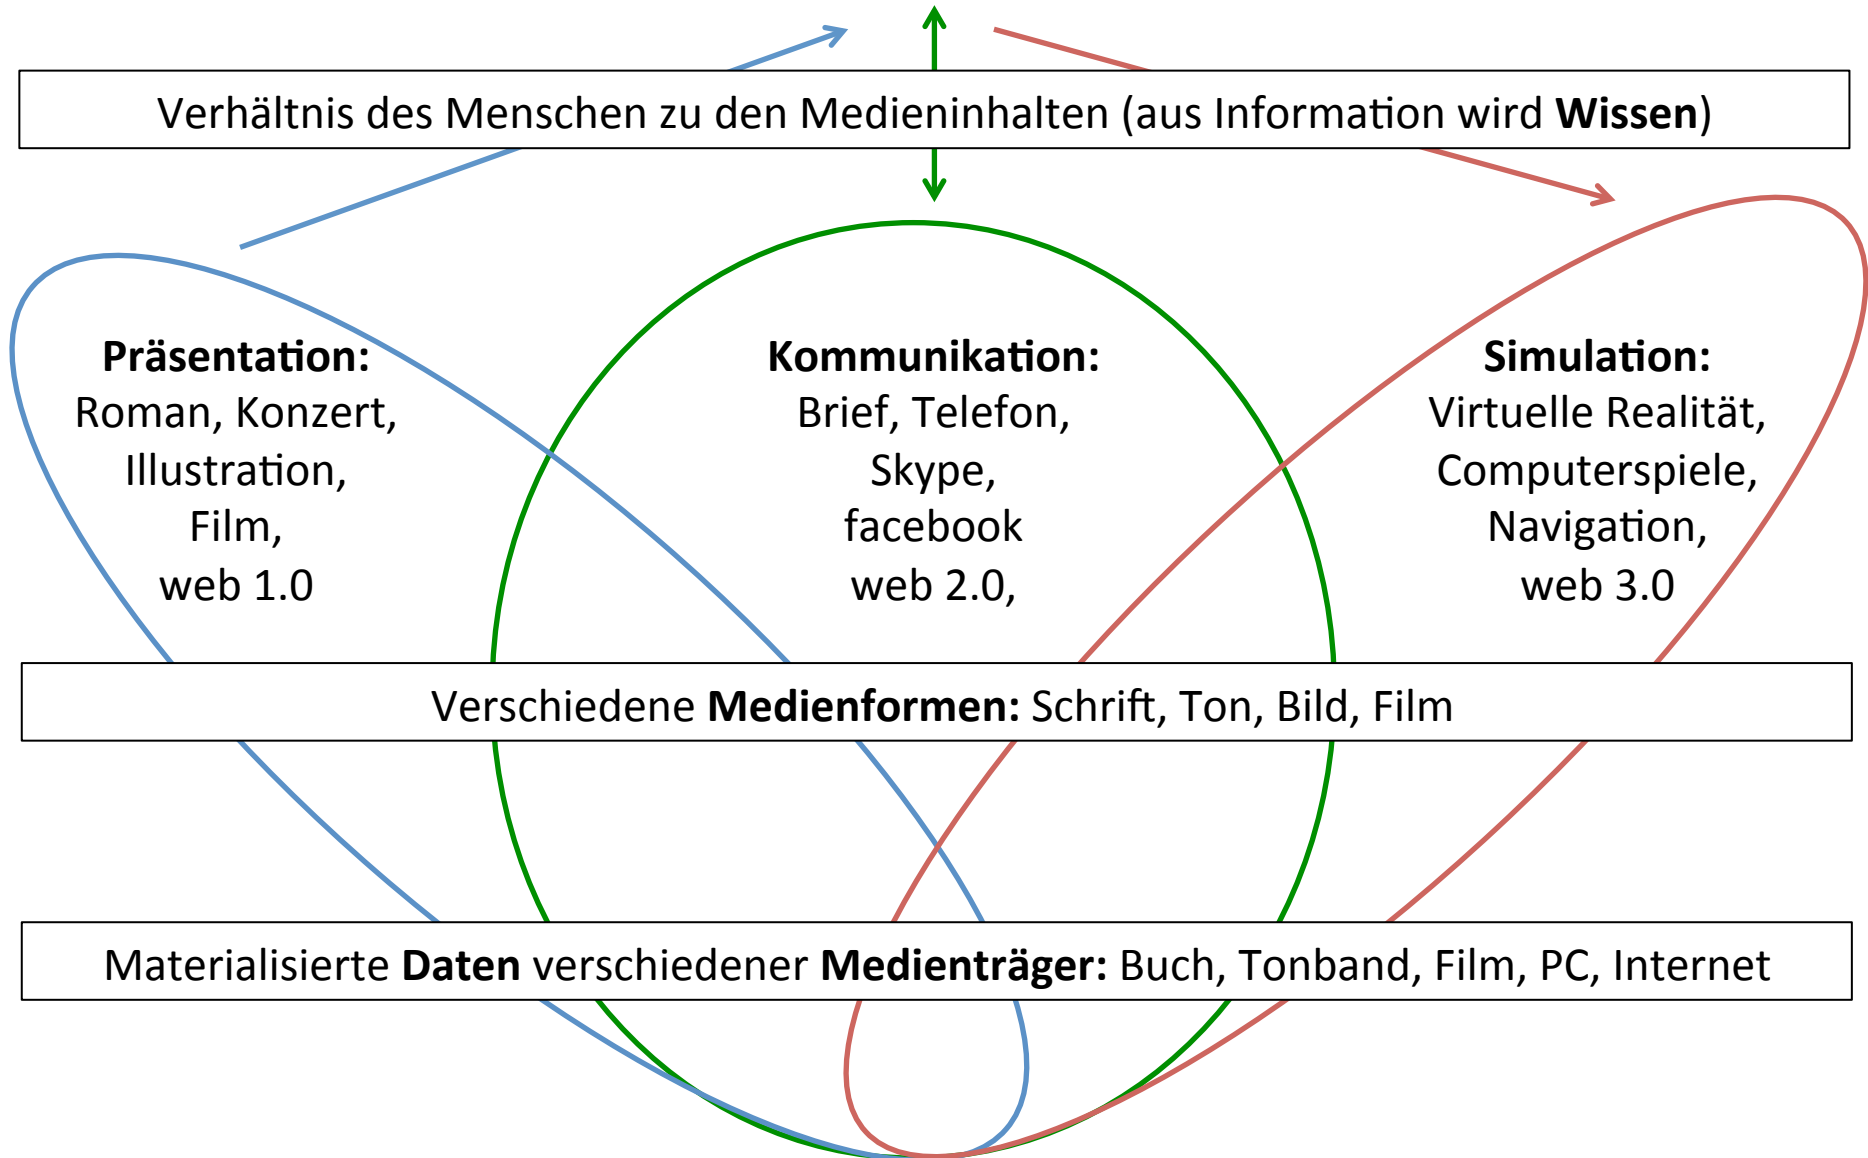 Verhältnis des Menschen zu den Medieninhalten (aus Information wird Wissen)
Präsentation:
Roman, Konzert,
Illustration,
Film,
web 1.0
Kommunikation:
Brief, Telefon,
Skype,
facebook
web 2.0,
Simulation:
Virtuelle Realität,
Computerspiele,
Navigation,
web 3.0
Verschiedene Medienformen: Schrift, Ton, Bild, Film
Materialisierte Daten verschiedener Medienträger: Buch, Tonband, Film, PC, Internet